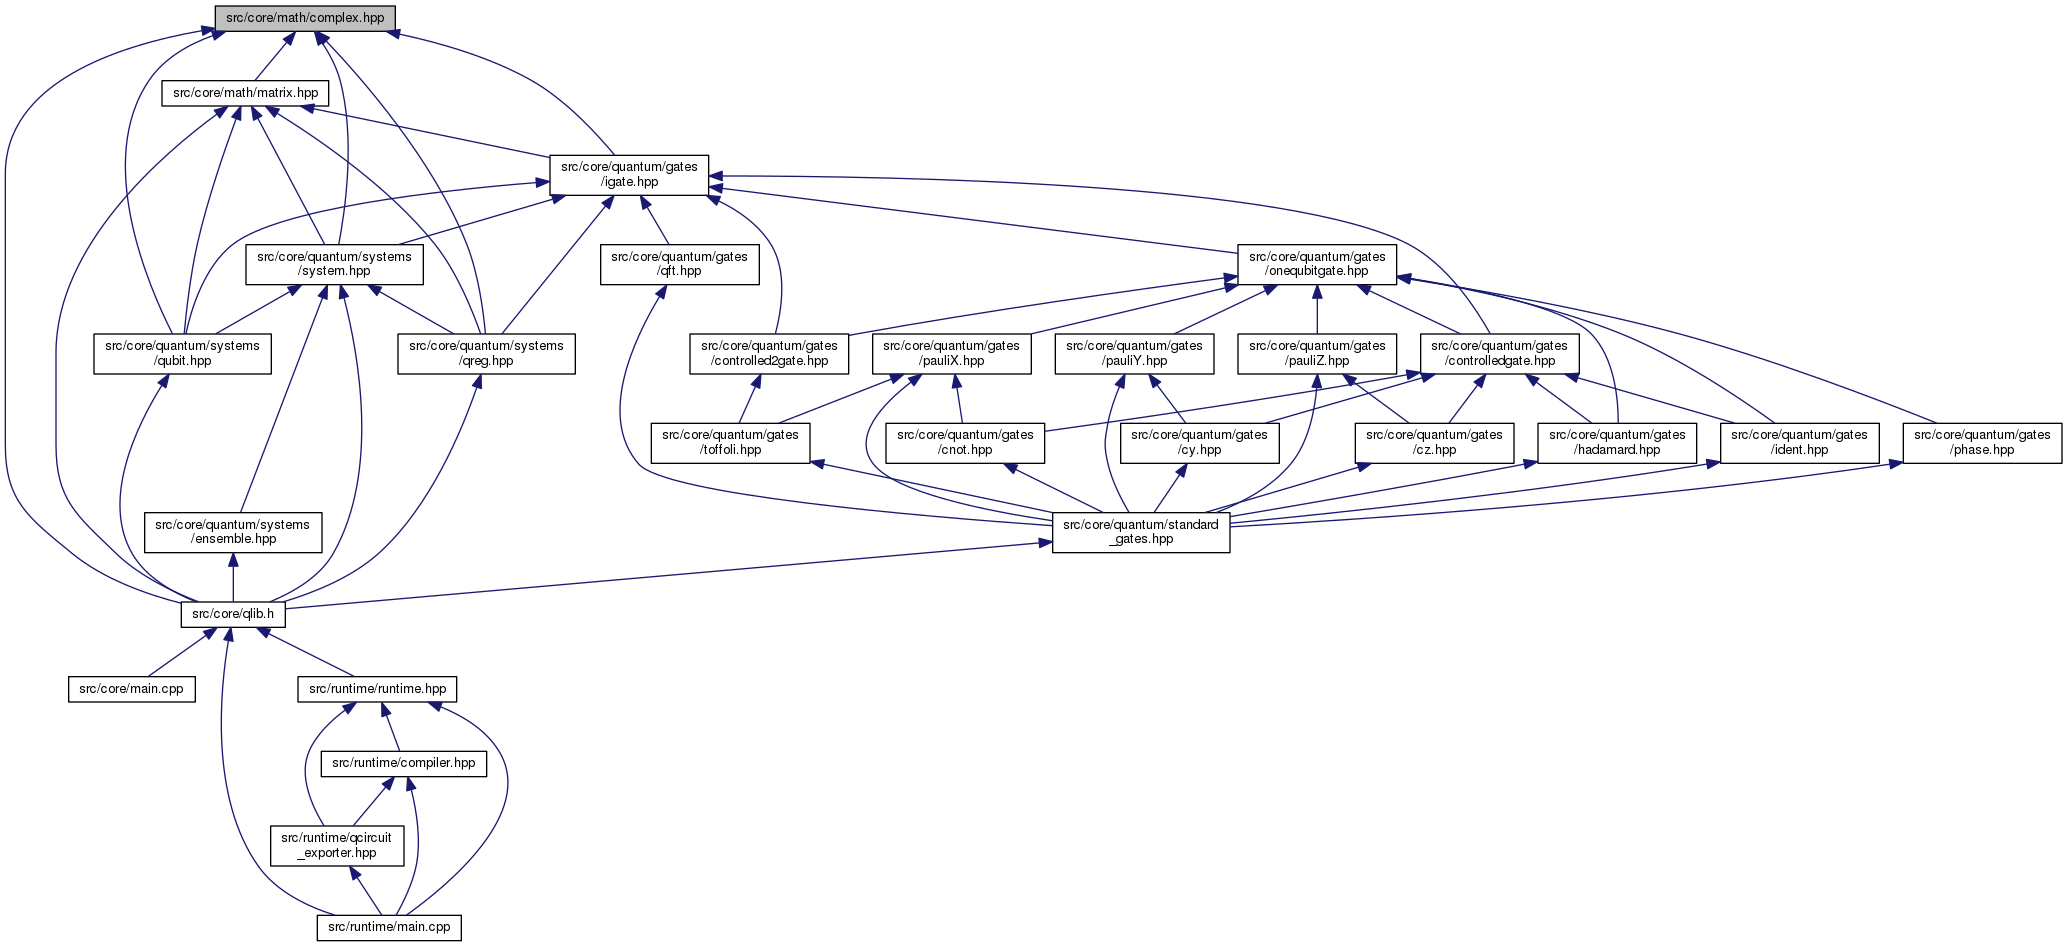 src/core/math/complex.hpp
src/core/math/matrix.hpp
src/core/quantum/gates
/igate.hpp
src/core/quantum/systems
/system.hpp
src/core/quantum/gates
/qft.hpp
src/core/quantum/gates
/onequbitgate.hpp
src/core/quantum/systems
/qubit.hpp
src/core/quantum/systems
/qreg.hpp
src/core/quantum/gates
/controlled2gate.hpp
src/core/quantum/gates
/pauliX.hpp
src/core/quantum/gates
/pauliY.hpp
src/core/quantum/gates
/pauliZ.hpp
src/core/quantum/gates
/controlledgate.hpp
src/core/quantum/gates
/toffoli.hpp
src/core/quantum/gates
/cnot.hpp
src/core/quantum/gates
/cy.hpp
src/core/quantum/gates
/cz.hpp
src/core/quantum/gates
/hadamard.hpp
src/core/quantum/gates
/ident.hpp
src/core/quantum/gates
/phase.hpp
src/core/quantum/systems
/ensemble.hpp
src/core/quantum/standard
_gates.hpp
src/core/qlib.h
src/core/main.cpp
src/runtime/runtime.hpp
src/runtime/compiler.hpp
src/runtime/qcircuit
_exporter.hpp
src/runtime/main.cpp